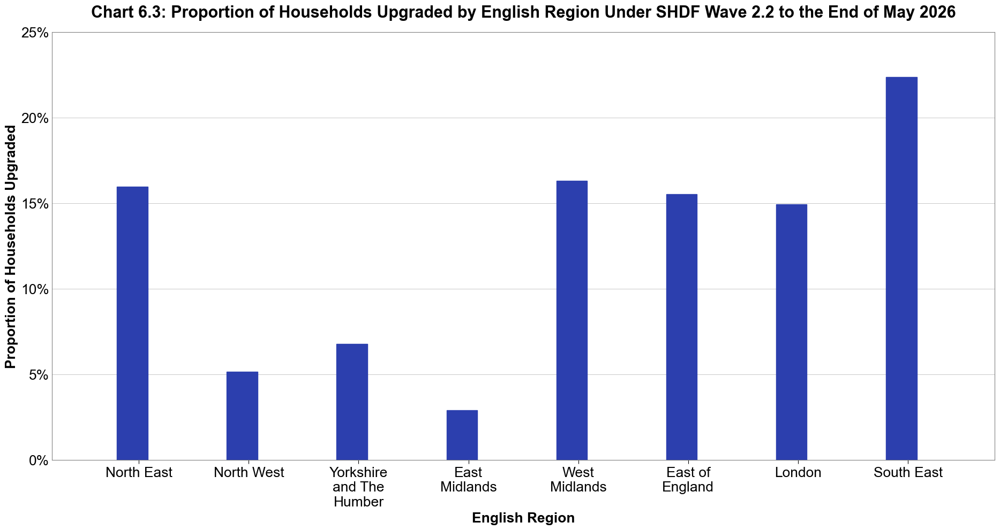 Chart 6.3: Proportion of Households Upgraded by English Region Under SHDF Wave 2.2 to the End of May 2026
Proportion of Households Upgraded
25%
20%
15%
10%
5%
0%
North East
North West
Yorkshire
and The
Humber
East
Midlands
West
Midlands
East of
England
London
South East
English Region